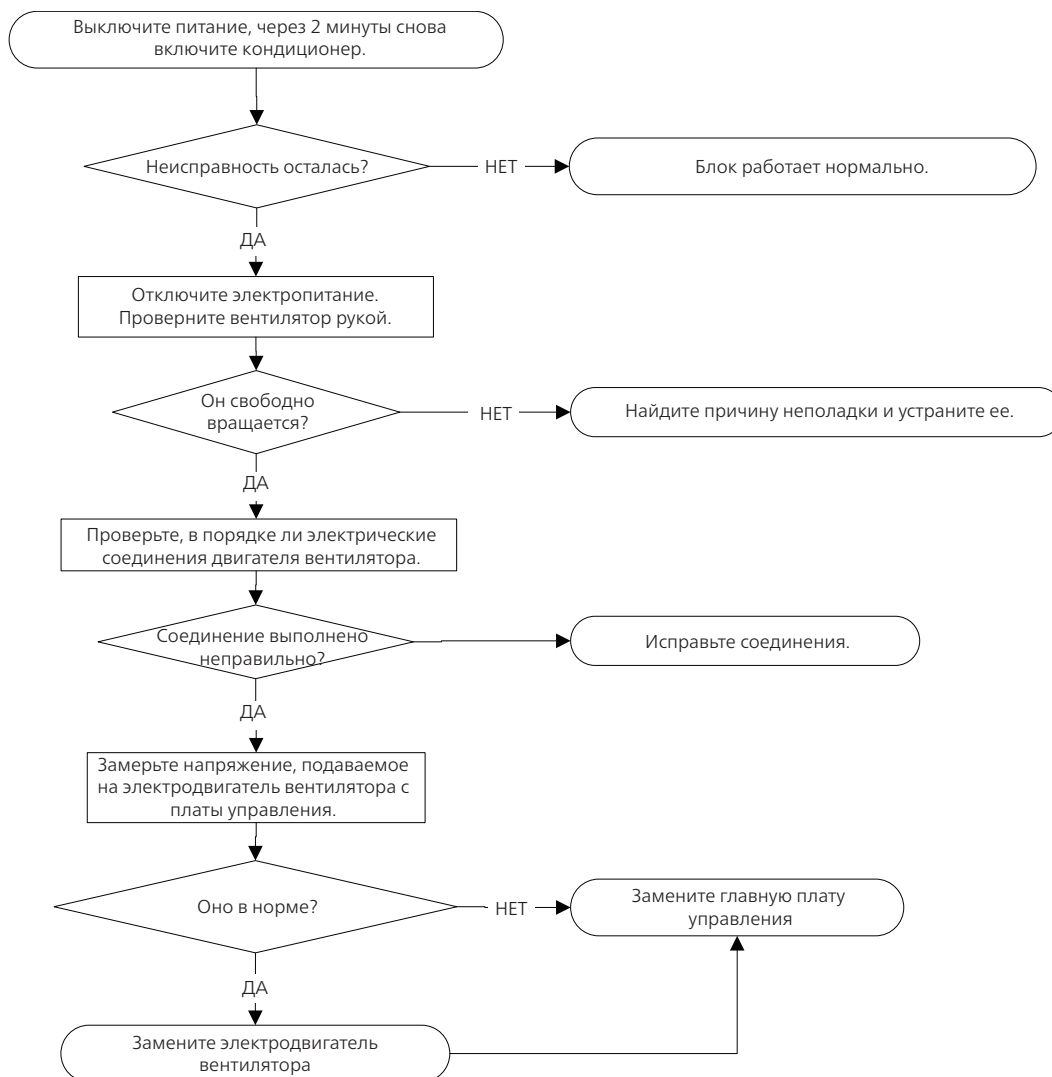 Выключите питание, через 2 минуты снова
включите кондиционер.
Неисправность осталась?
НЕТ
Блок работает нормально.
ДА
Отключите электропитание.
Проверните вентилятор рукой.
Он свободно
вращается?
НЕТ
Найдите причину неполадки и устраните ее.
ДА
Проверьте, в порядке ли электрические
соединения двигателя вентилятора.
Соединение выполнено
неправильно?
Исправьте соединения.
ДА
Замерьте напряжение, подаваемое
на электродвигатель вентилятора с
платы управления.
Оно в норме?
НЕТ
Замените главную плату
управления
ДА
Замените электродвигатель
вентилятора